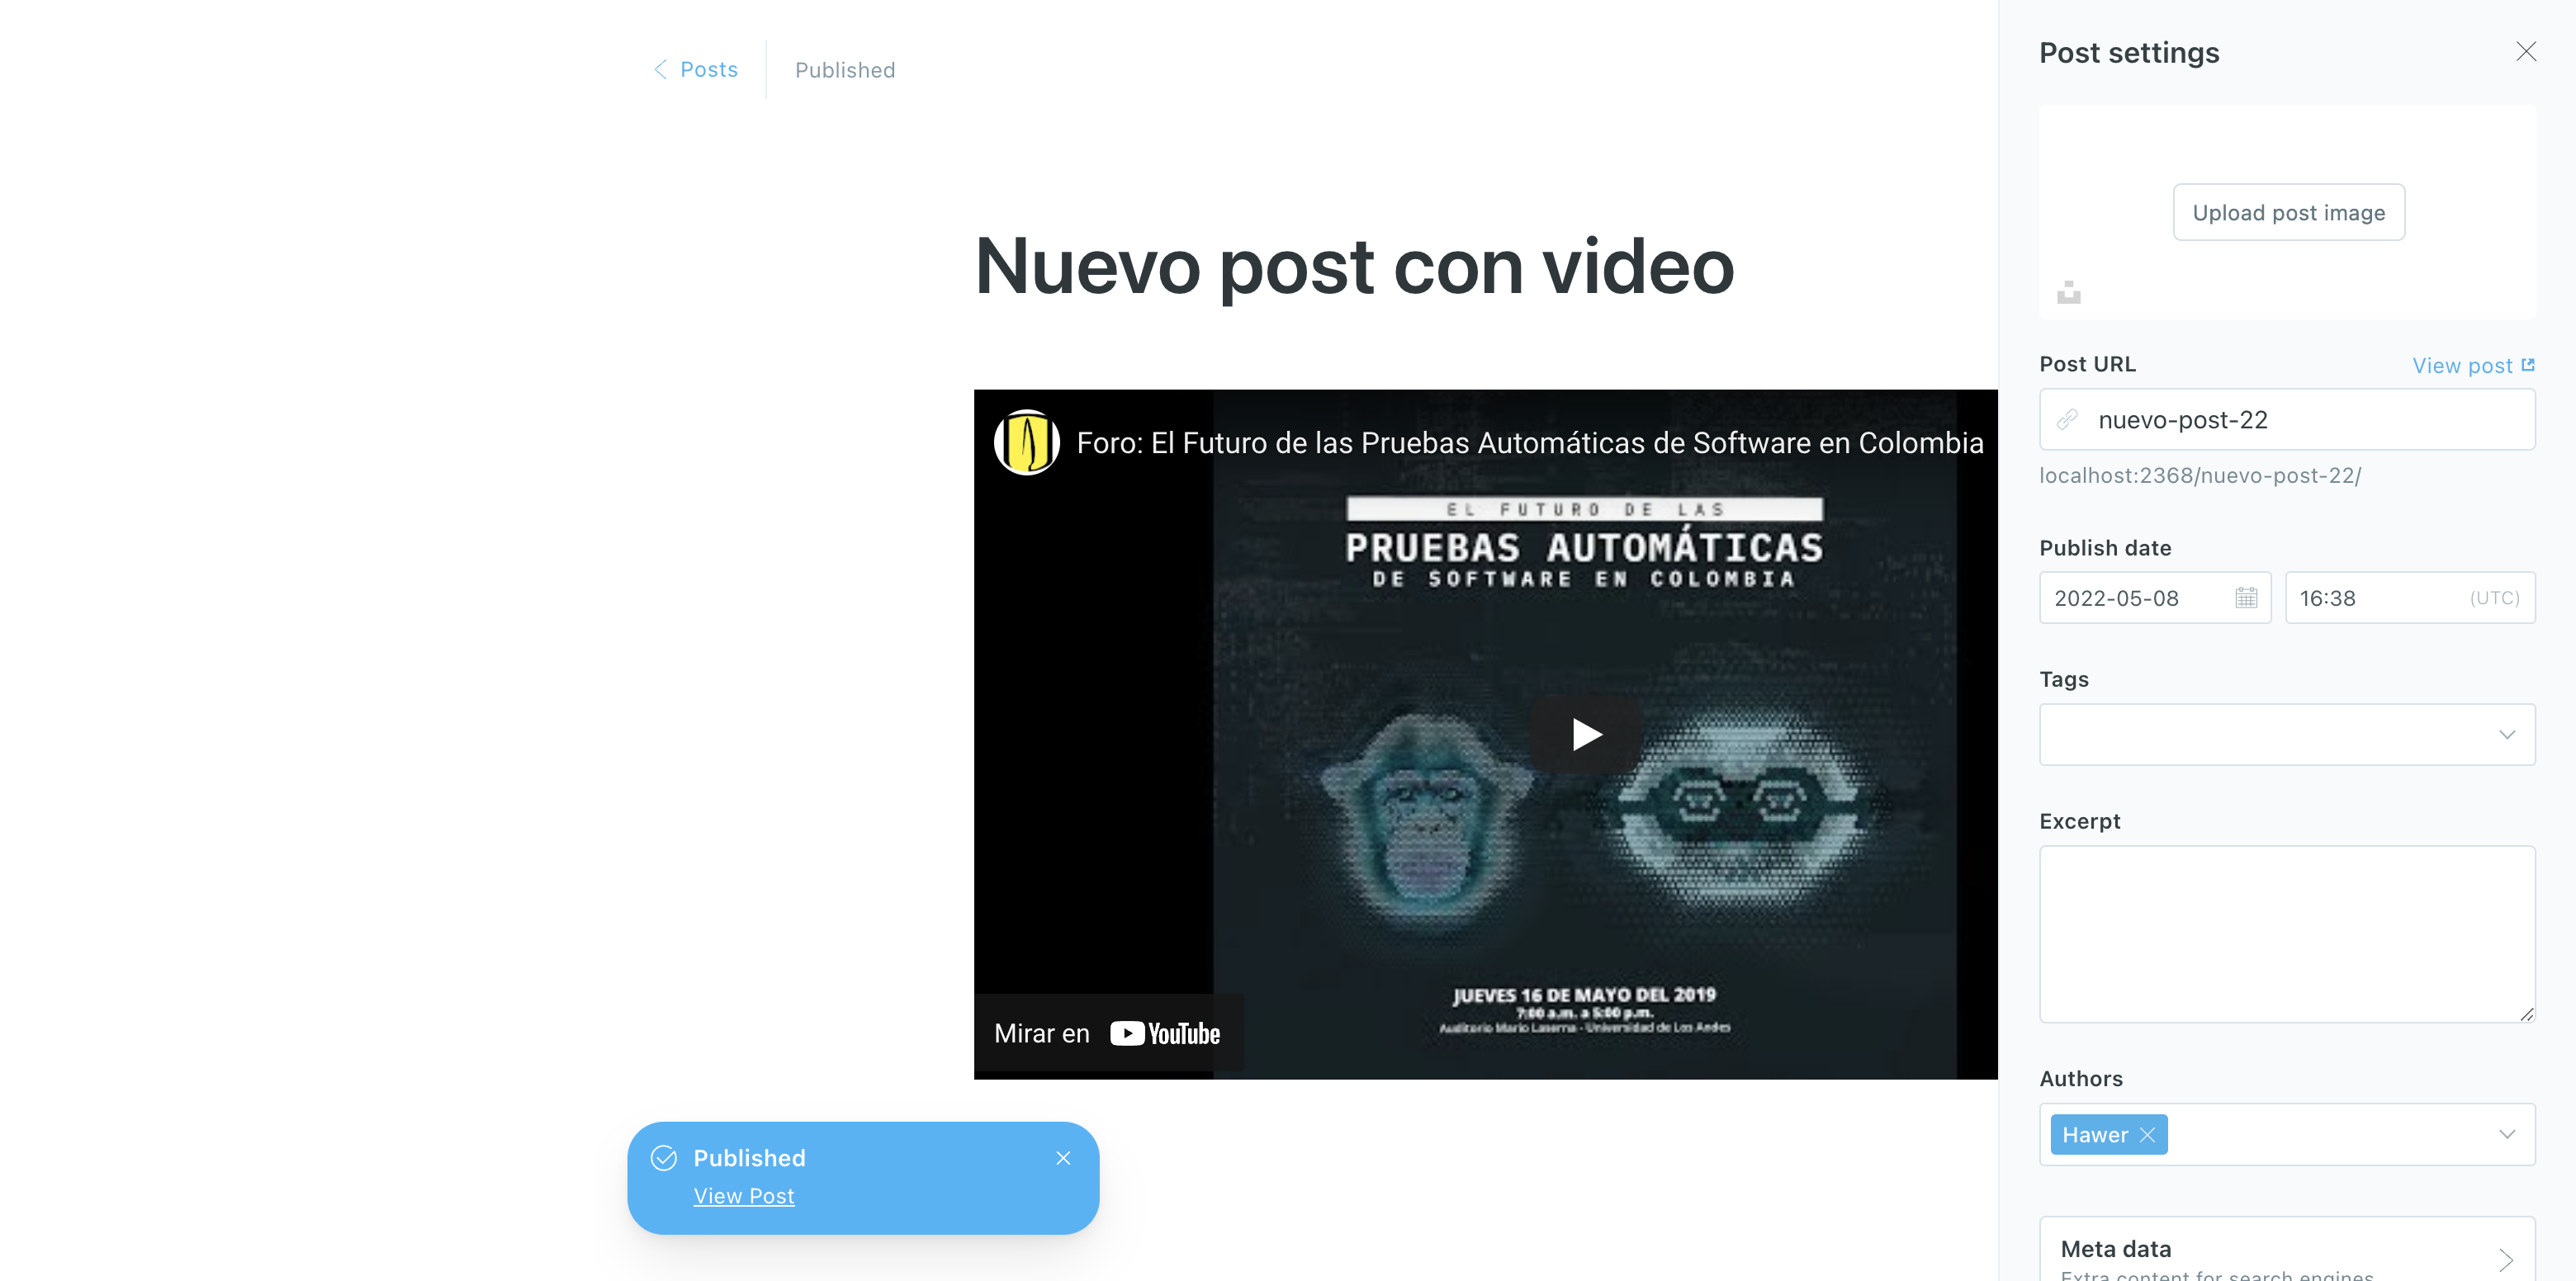 Posts
Published
Nuevo post con video
Foro: El Futuro de las Pruebas Automáticas de Software en Colombia
EL FUTURO DE LAS
PRUEBAS AUTOMÁTICAS
DE SOFTWARE EN COLOMBIA
JUEVES 16 DE MAYO DEL 2019
7:00 a.m. a 5:00 p.m.
Auditorio Mario Laserna - Universidad de Los Andes
Mirar en YouTube
Published
View Post
Post settings
Upload post image
Post URL
View post
nuevo-post-22
localhost:2368/nuevo-post-22/
Publish date
2022-05-08
16:38 (UTC)
Tags
Excerpt
Authors
Hawer
Meta data
Extra content for search engines